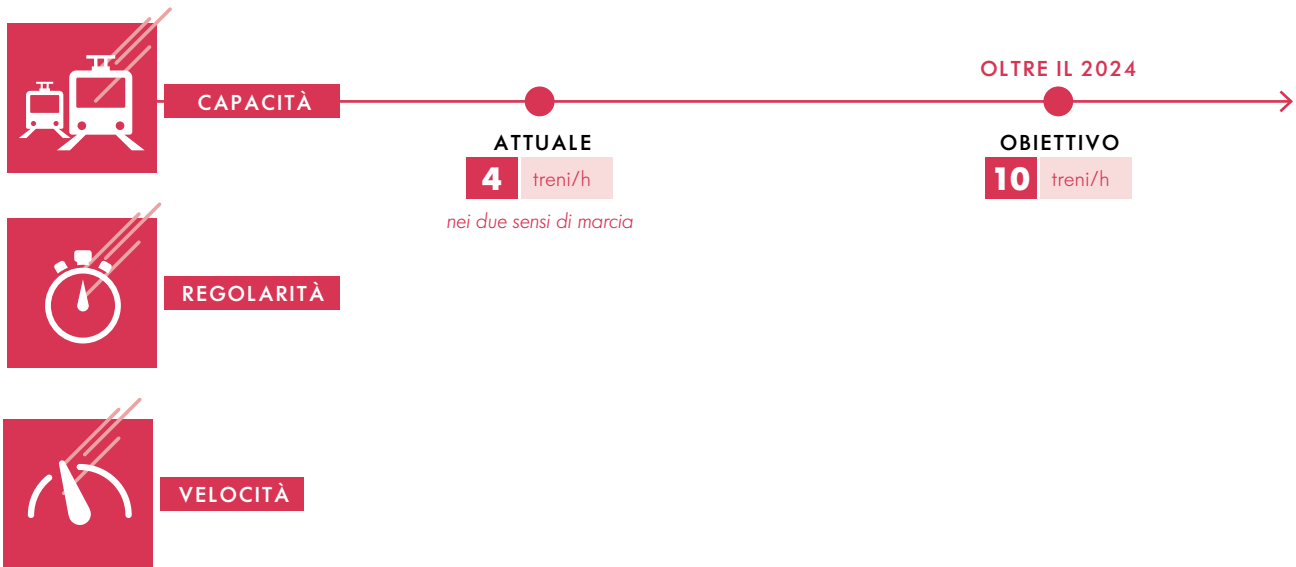 CAPACITÀ
OLTRE IL 2024
ATTUALE
4 treni/h
nei due sensi di marcia
OBIETTIVO
10 treni/h
REGOLARITÀ
VELOCITÀ